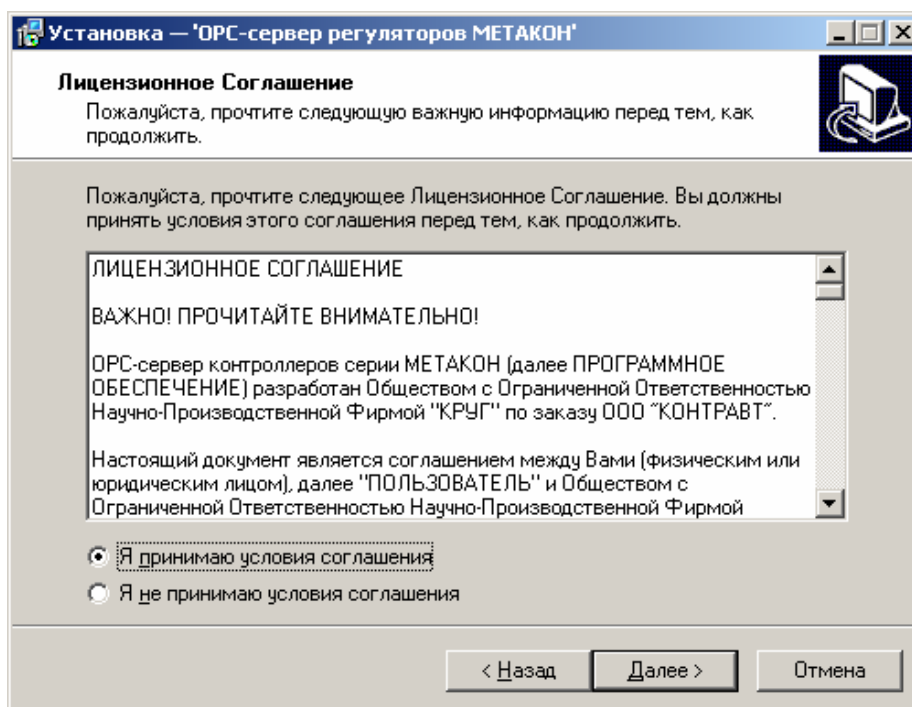 Установка — 'OPC-сервер регуляторов МЕТАКОН'
Лицензионное Соглашение
Пожалуйста, прочтите следующую важную информацию перед тем, как
продолжить.
Пожалуйста, прочтите следующее Лицензионное Соглашение. Вы должны
принять условия этого соглашения перед тем, как продолжить.
ЛИЦЕНЗИОННОЕ СОГЛАШЕНИЕ
ВАЖНО! ПРОЧИТАЙТЕ ВНИМАТЕЛЬНО!
OPC-сервер контроллеров серии МЕТАКОН (далее ПРОГРАММНОЕ
ОБЕСПЕЧЕНИЕ) разработан Обществом с Ограниченной Ответственностью
Научно-Производственной Фирмой "КРУГ" по заказу ООО "КОНТРАВТ".
Настоящий документ является соглашением между Вами (физическим или
юридическим лицом), далее "ПОЛЬЗОВАТЕЛЬ" и Обществом с
Ограниченной Ответственностью Научно-Производственной Фирмой
Я принимаю условия соглашения
Я не принимаю условия соглашения
< Назад Далее > Отмена